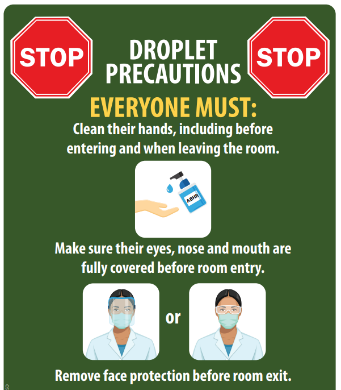 STOP
DROPLET
PRECAUTIONS
STOP
EVERYONE MUST:
Clean their hands, including before
entering and when leaving the room.
ABHR
Make sure their eyes, nose and mouth are
fully covered before room entry.
or
Remove face protection before room exit.